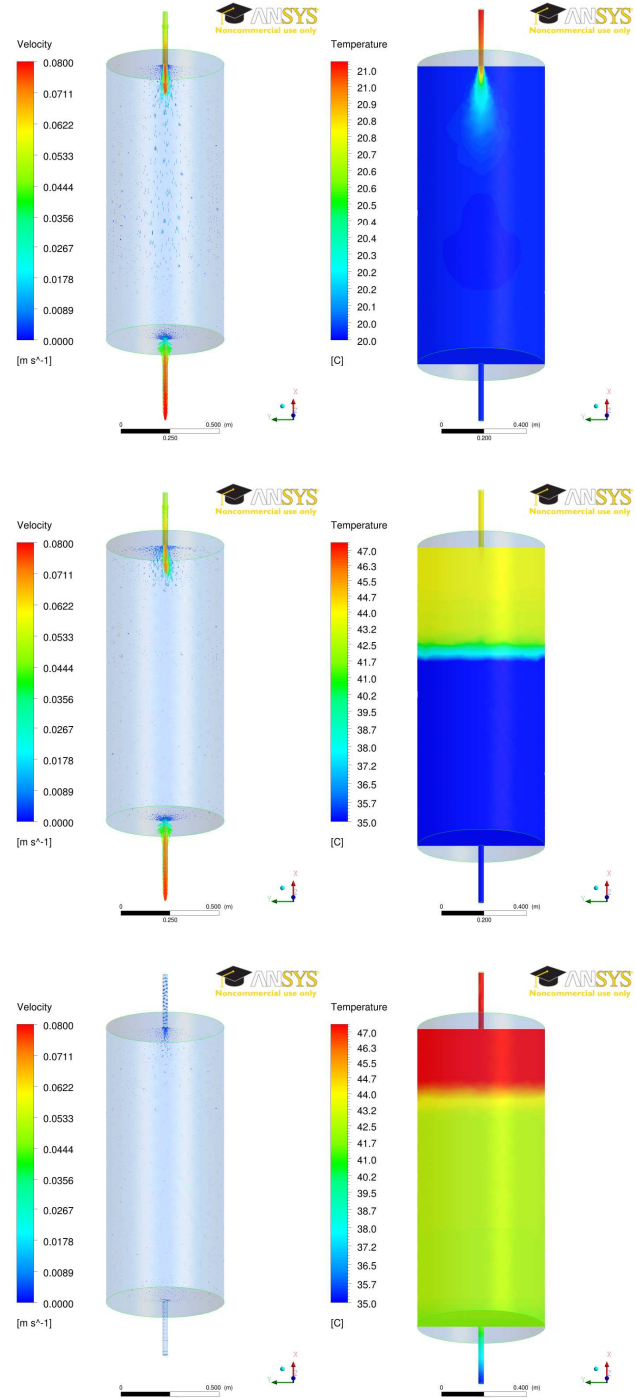 ANSYS
Noncommercial use only
Velocity
0.0800
0.0711
0.0622
0.0533
0.0444
0.0356
0.0267
0.0178
0.0089
0.0000
[m s^-1]
0 0.500 (m)
0.250
X
Y
Z
ANSYS
Noncommercial use only
Temperature
21.0
21.0
20.9
20.8
20.7
20.6
20.6
20.5
20.4
20.4
20.3
20.2
20.2
20.1
20.0
20.0
[C]
0 0.400 (m)
0.200
X
Y
Z
ANSYS
Noncommercial use only
Velocity
0.0800
0.0711
0.0622
0.0533
0.0444
0.0356
0.0267
0.0178
0.0089
0.0000
[m s^-1]
0 0.500 (m)
0.250
X
Y
Z
ANSYS
Noncommercial use only
Temperature
47.0
46.3
45.5
44.7
44.0
43.2
42.5
41.7
41.0
40.2
39.5
38.7
38.0
37.2
36.5
35.7
35.0
[C]
0 0.400 (m)
0.200
X
Y
Z
ANSYS
Noncommercial use only
Velocity
0.0800
0.0711
0.0622
0.0533
0.0444
0.0356
0.0267
0.0178
0.0089
0.0000
[m s^-1]
0 0.500 (m)
X
Y
Z
ANSYS
Noncommercial use only
Temperature
47.0
46.3
45.5
44.7
44.0
43.2
42.5
41.7
41.0
40.2
39.5
38.7
38.0
37.2
36.5
35.7
35.0
[C]
0 0.400 (m)
X
Y
Z